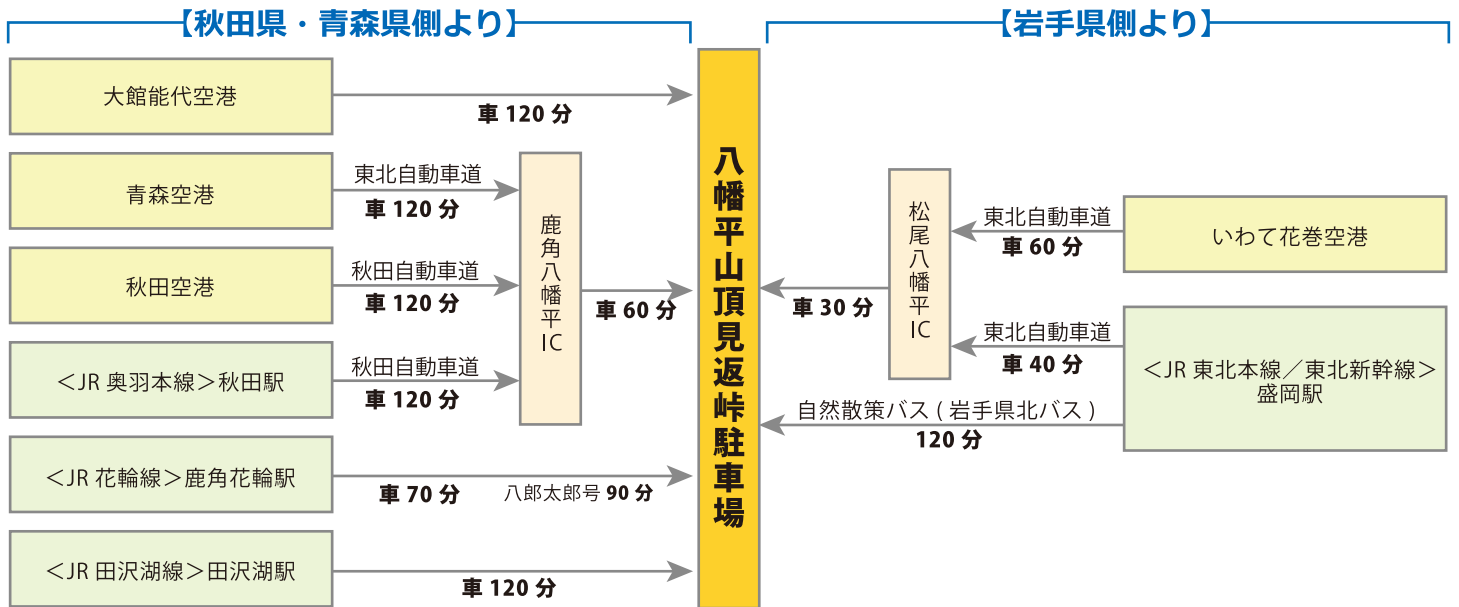 【秋田県・青森県側より】
大館能代空港
車 120 分
青森空港
東北自動車道
車 120 分
秋田空港
秋田自動車道
車 120 分
＜JR 奥羽本線＞秋田駅
秋田自動車道
車 120 分
鹿角八幡平IC
車 60 分
＜JR 花輪線＞鹿角花輪駅
車 70 分
八郎太郎号 90 分
＜JR 田沢湖線＞田沢湖駅
車 120 分
八幡平山頂見返峠駐車場
【岩手県側より】
松尾八幡平IC
車 30 分
東北自動車道
車 60 分
いわて花巻空港
東北自動車道
車 40 分
＜JR 東北本線／東北新幹線＞
盛岡駅
自然散策バス ( 岩手県北バス )
120 分